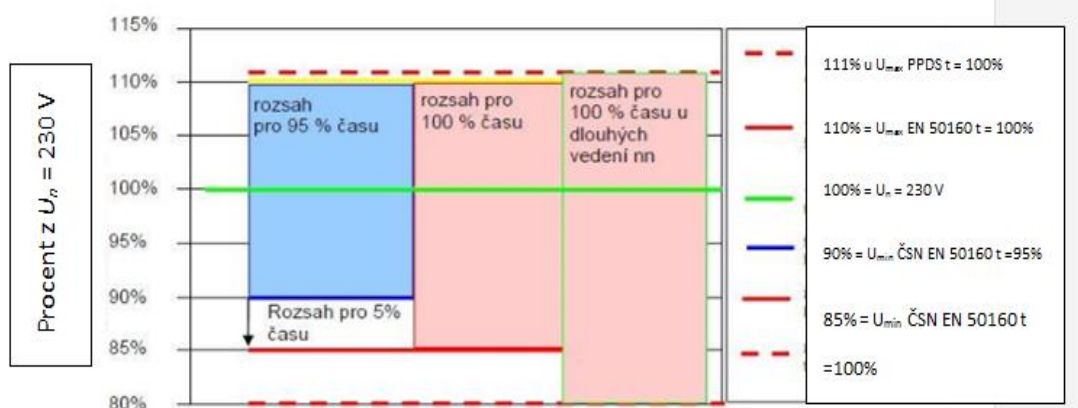 Procent z Uₙ = 230 V
115%
110%
105%
100%
95%
90%
85%
80%
rozsah
pro 95 % času
rozsah pro
100 % času
rozsah pro
100 % času u
dlouhých
vedení nn
Rozsah pro 5%
času
111% u Uₘₐₓ PPDS t = 100%
110% = Uₘₐₓ EN 50160 t = 100%
100% = Uₙ = 230 V
90% = Uₘᵢₙ ČSN EN 50160 t =95%
85% = Uₘᵢₙ ČSN EN 50160 t
=100%